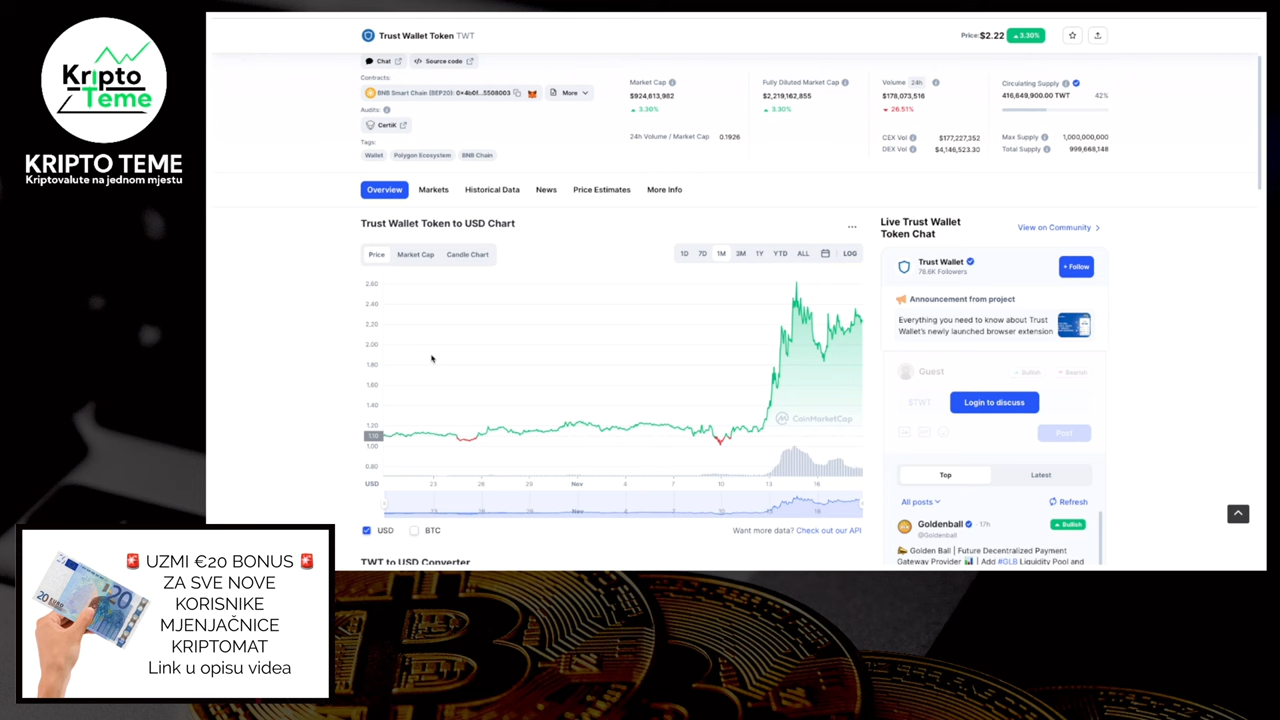 Kripto
Teme
KRIPTO TEME
Kriptovalute na jednom mjestu
Trust Wallet Token TWT
Price: $2.22 3.30%
Chat
Source code
Contracts:
BNB Smart Chain (BEP20): 0x4b0f...5508003
More
Audits:
CertiK
Tags:
Wallet
Polygon Ecosystem
BNB Chain
Market Cap
$924,613,982
3.30%
24h Volume / Market Cap 0.1926
Fully Diluted Market Cap
$2,219,162,855
3.30%
Volume 24h
$178,073,516
26.51%
CEX Vol $177,227,352
DEX Vol $4,146,523.30
Circulating Supply
416,649,900.00 TWT 42%
Max Supply 1,000,000,000
Total Supply 999,668,148
Overview
Markets
Historical Data
News
Price Estimates
More Info
Trust Wallet Token to USD Chart
Price
Market Cap
Candle Chart
1D 7D 1M 3M 1Y YTD ALL LOG
2.60
2.40
2.20
2.00
1.80
1.60
1.40
1.20
1.10
1.00
0.80
CoinMarketCap
USD 23 26 29 Nov 4 7 10 13 16
23 Nov 13 16
USD
BTC
Want more data? Check out our API
TWT to USD Converter
Live Trust Wallet
Token Chat
View on Community
Trust Wallet
78.6K Followers
+ Follow
Announcement from project
Everything you need to know about Trust
Wallet's newly launched browser extension
Guest
Bullish
Bearish
$TWT
Login to discuss
Post
Top
Latest
All posts
Refresh
Goldenball 17h
Bullish
@Goldenball
Golden Ball | Future Decentralized Payment
Gateway Provider | Add #GLB Liquidity Pool and
UZMI €20 BONUS
ZA SVE NOVE
KORISNIKE
MJENJAČNICE
KRIPTOMAT
Link u opisu videa